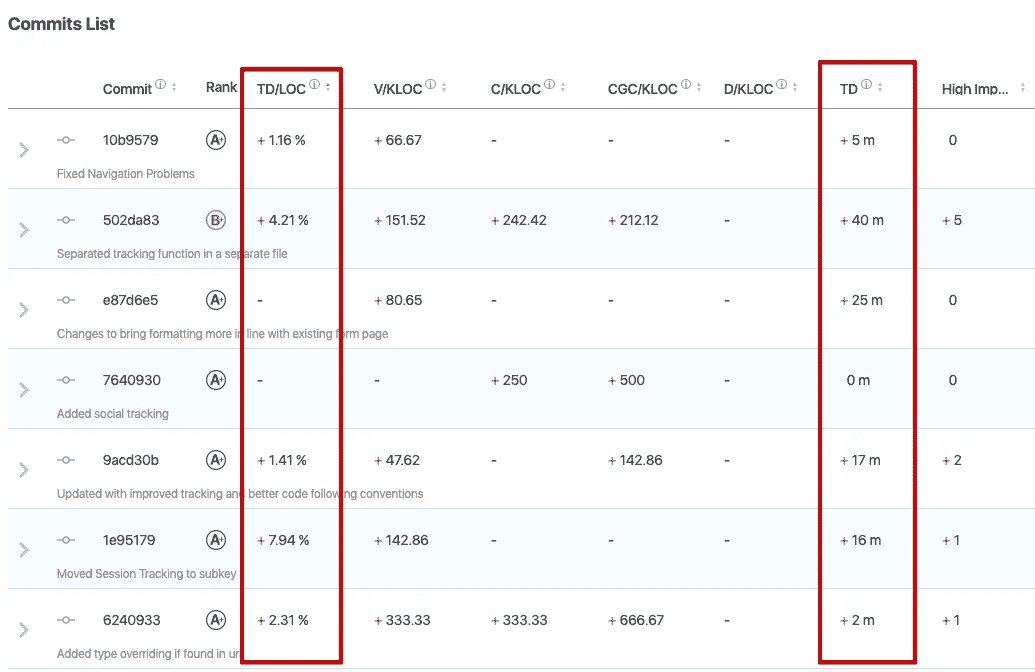 Commits List
Commit Rank TD/LOC V/KLOC C/KLOC CGC/KLOC D/KLOC TD High Imp...
10b9579 A+ + 1.16 % + 66.67 - - - + 5 m 0
Fixed Navigation Problems
502da83 B+ + 4.21 % + 151.52 + 242.42 + 212.12 - + 40 m + 5
Separated tracking function in a separate file
e87d6e5 A+ - + 80.65 - - - + 25 m 0
Changes to bring formatting more in line with existing form page
7640930 A+ - - + 250 + 500 - 0 m 0
Added social tracking
9acd30b A+ + 1.41 % + 47.62 - + 142.86 - + 17 m + 2
Updated with improved tracking and better code following conventions
1e95179 A+ + 7.94 % + 142.86 - - - + 16 m + 1
Moved Session Tracking to subkey
6240933 A+ + 2.31 % + 333.33 + 333.33 + 666.67 - + 2 m + 1
Added type overriding if found in